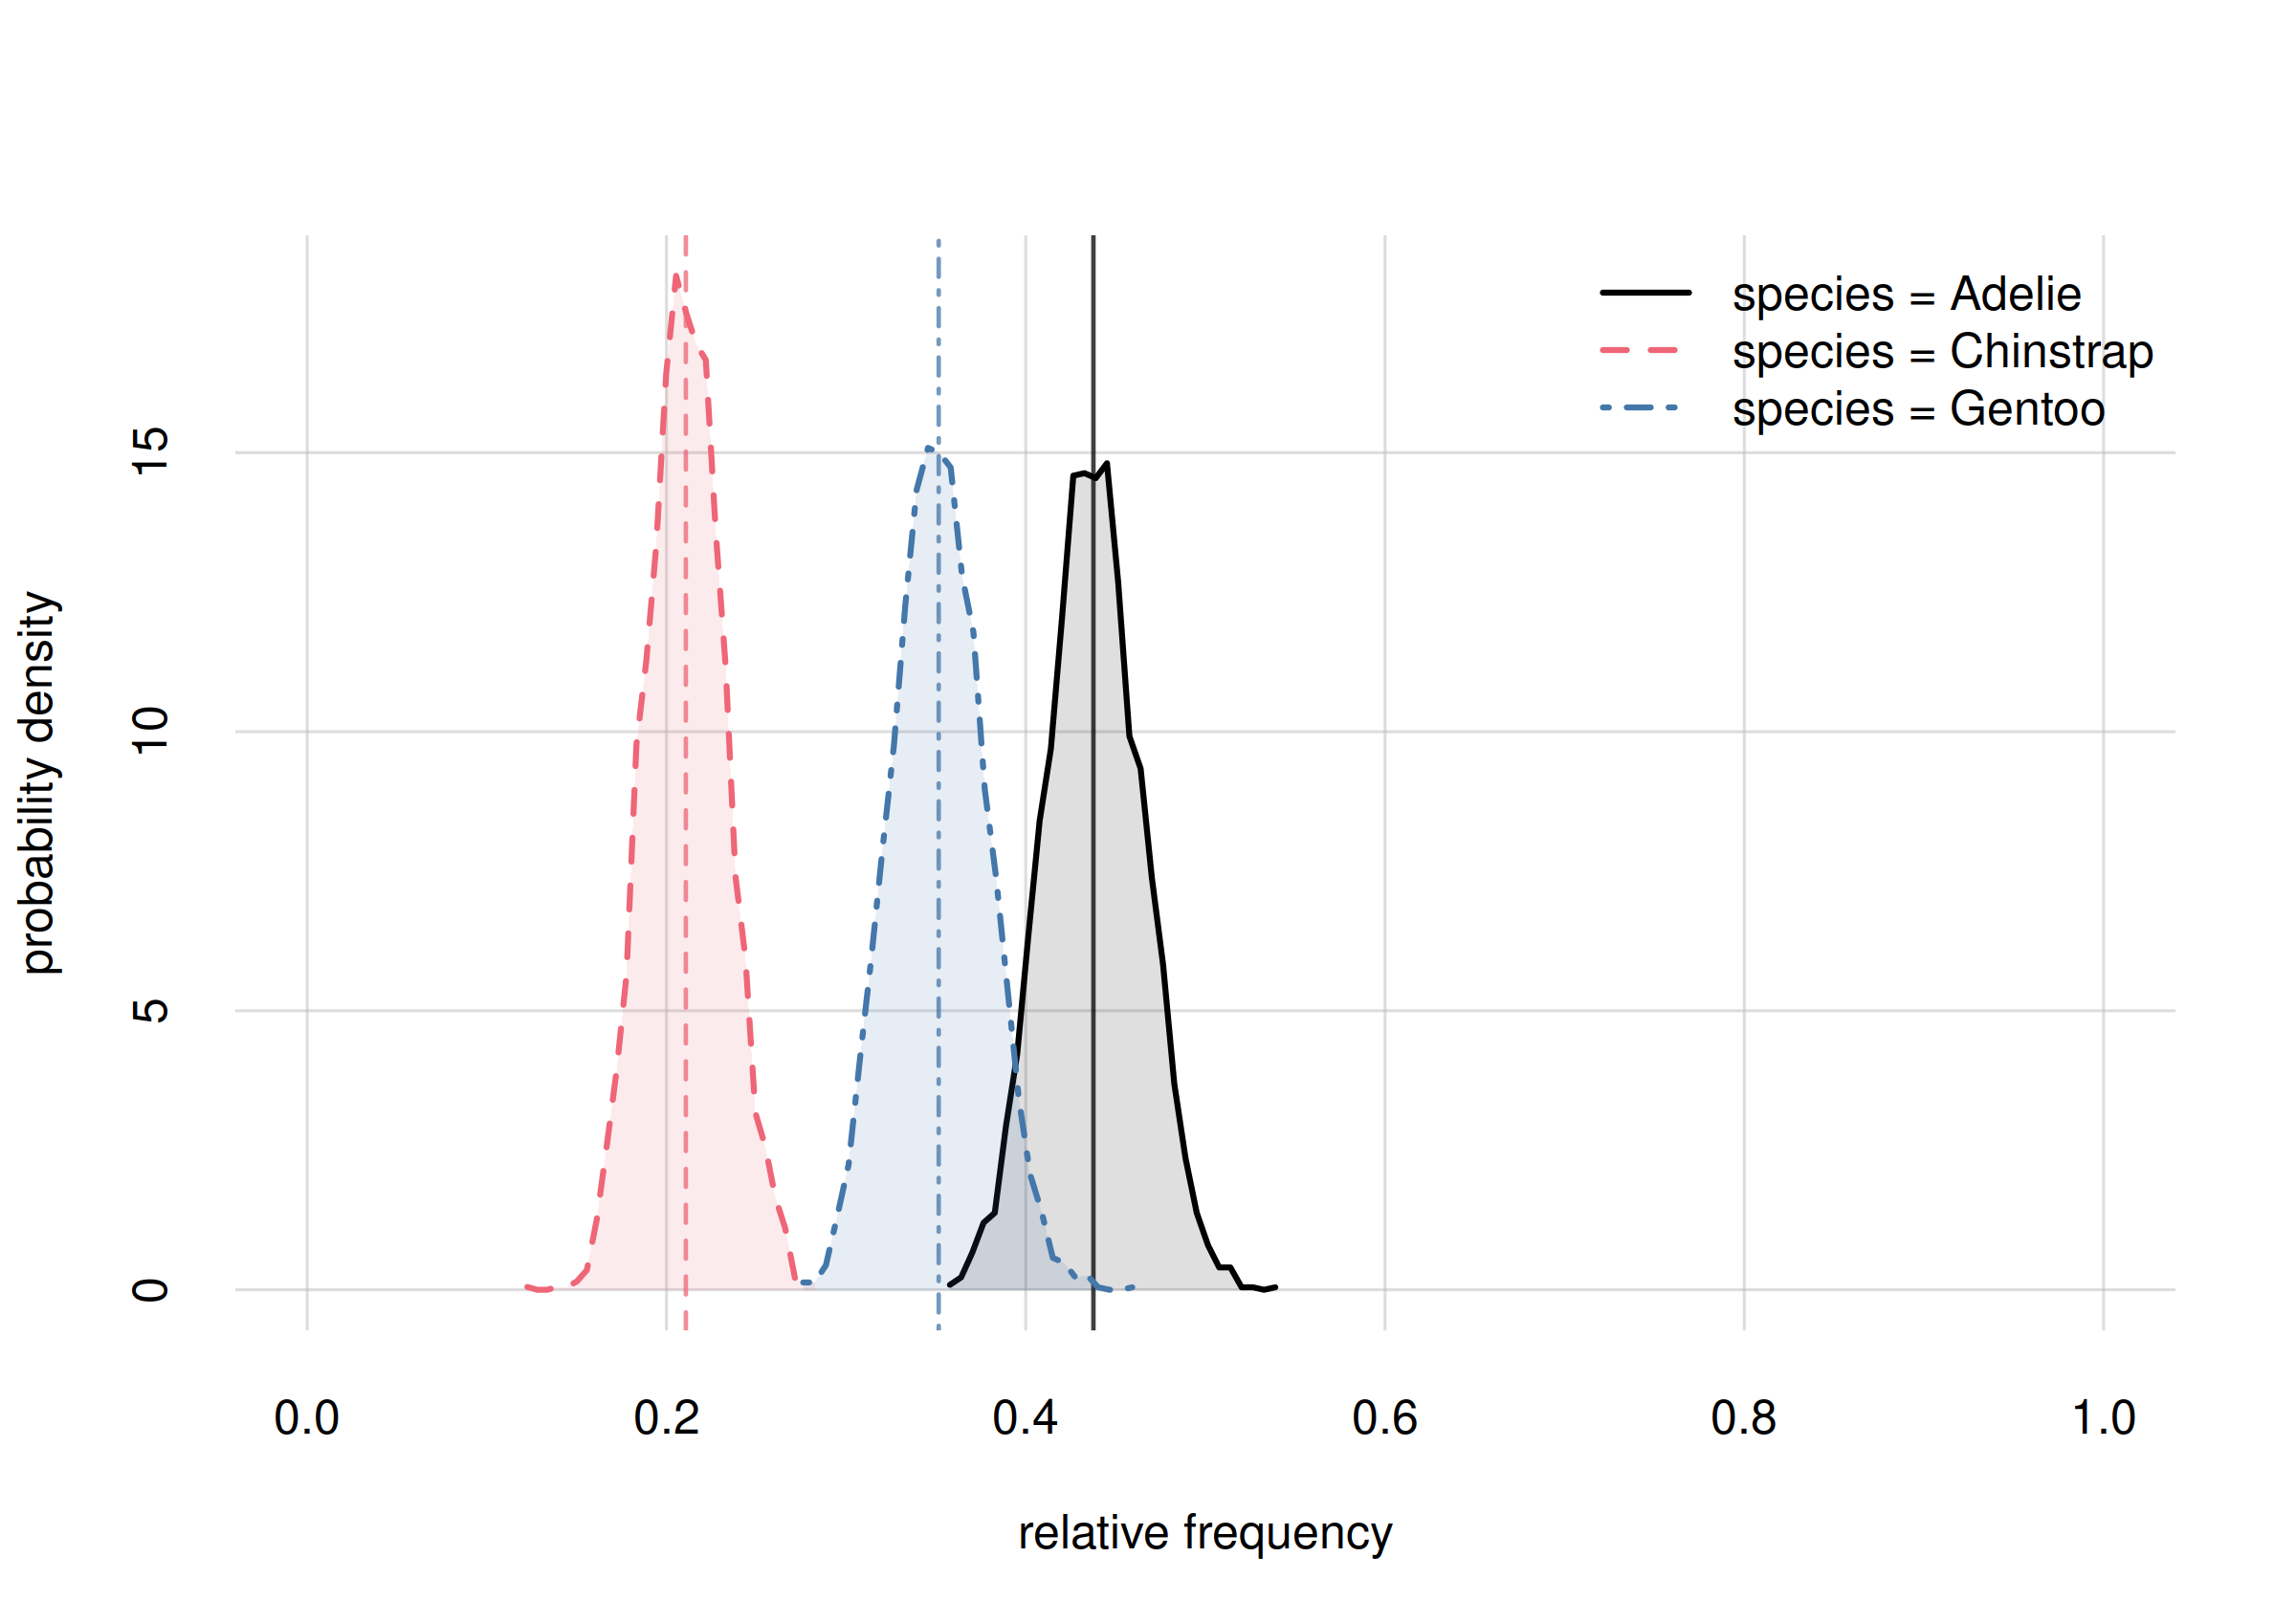 species = Adelie
species = Chinstrap
species = Gentoo
probability density
15
10
5
0
0.0 0.2 0.4 0.6 0.8 1.0
relative frequency